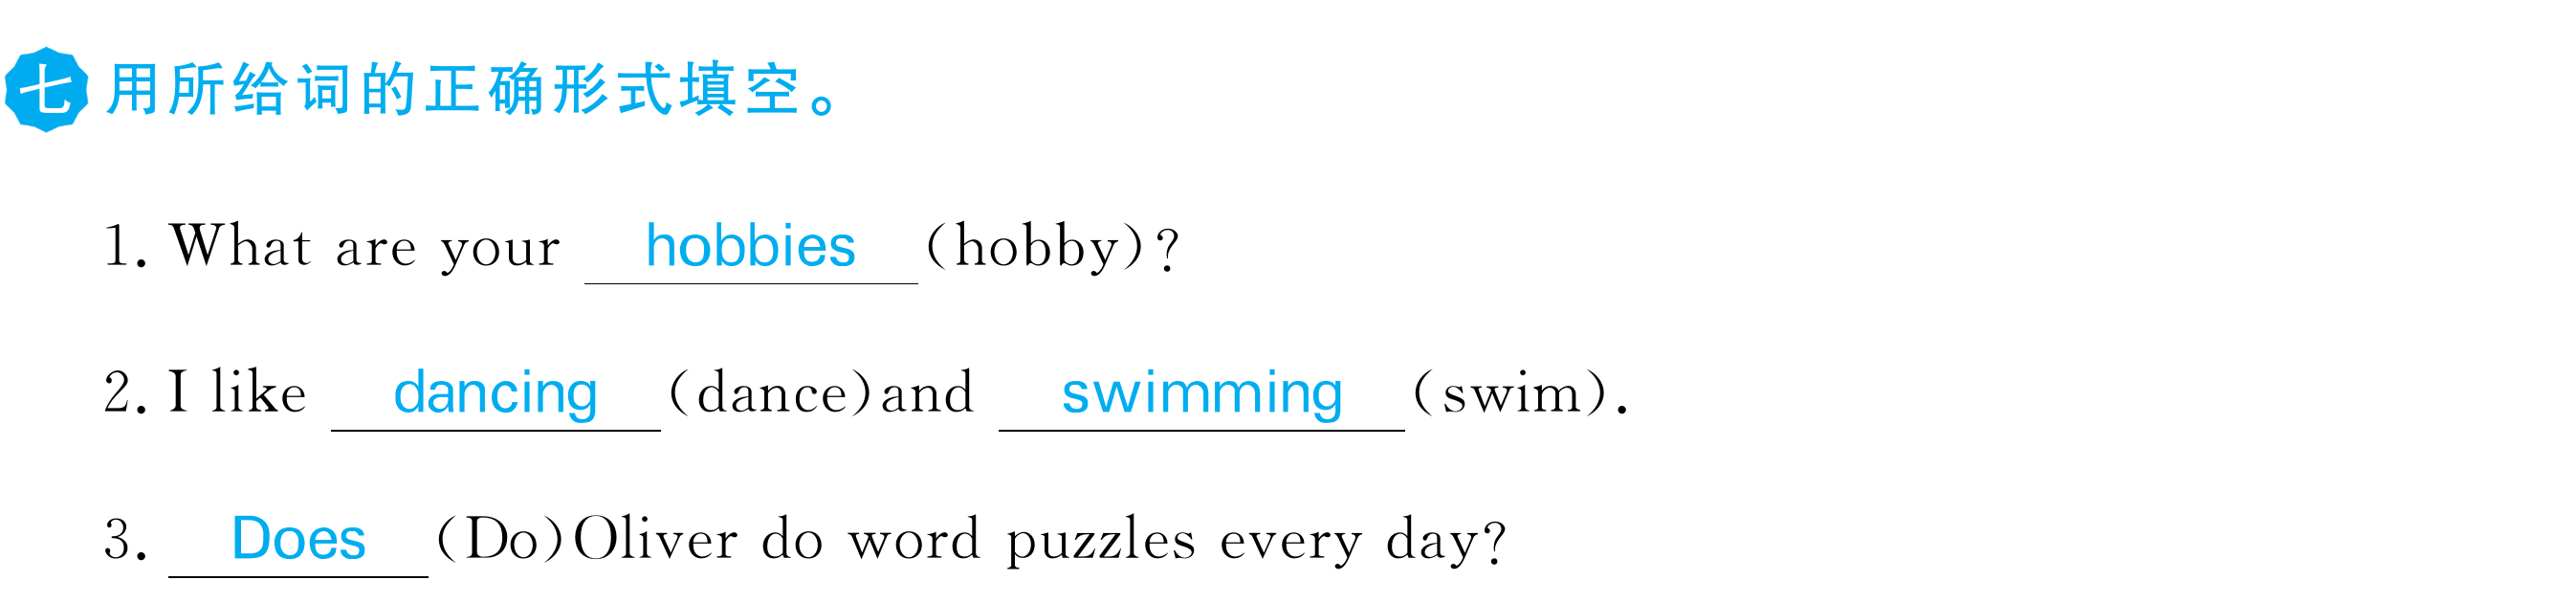 七 用所给词的正确形式填空。
1. What are your hobbies (hobby)?
2. I like dancing (dance) and swimming (swim).
3. Does (Do) Oliver do word puzzles every day?